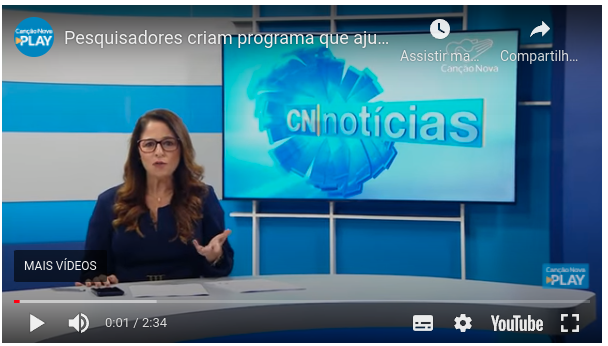 Canção Nova
PLAY
Pesquisadores criam programa que aju...
Assistir ma...
Compartilh...
Canção Nova
CN notícias
MAIS VÍDEOS
Canção Nova
PLAY
0:01 / 2:34
YouTube